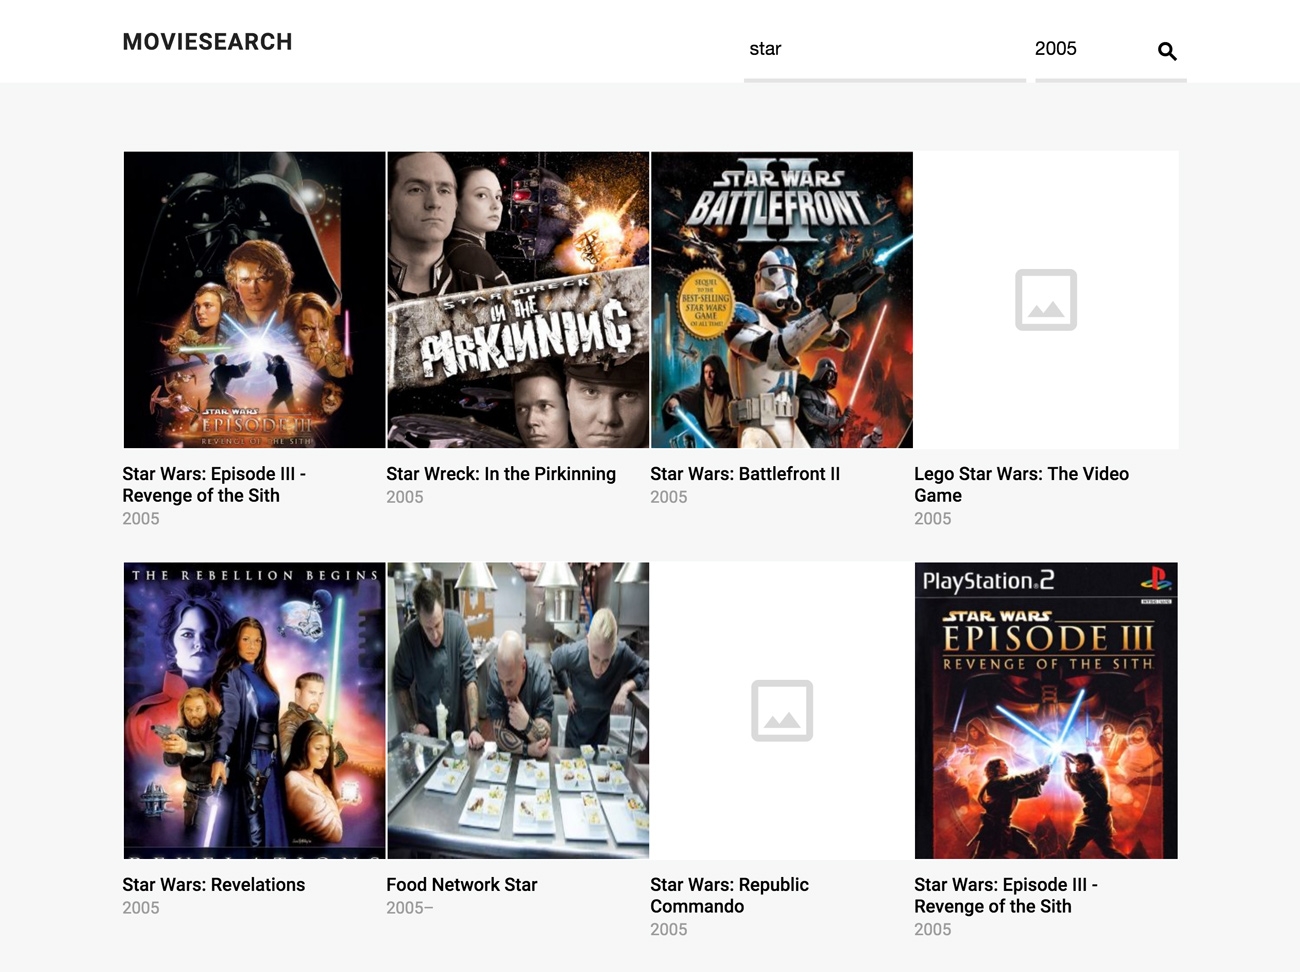 MOVIESEARCH
star
2005
STAR WARS
EPISODE III
REVENGE OF THE SITH
STAR WRECK
IN THE
PIRKINNING
II
STAR WARS
BATTLEFRONT
SEQUEL
TO THE
BEST-SELLING
STAR WARS
GAME
OF ALL TIME!
Star Wars: Episode III -
Revenge of the Sith
2005
Star Wreck: In the Pirkinning
2005
Star Wars: Battlefront II
2005
Lego Star Wars: The Video
Game
2005
THE REBELLION BEGINS
REVELATIONS
PlayStation®2
STAR WARS
EPISODE III
REVENGE OF THE SITH
Star Wars: Revelations
2005
Food Network Star
2005–
Star Wars: Republic
Commando
2005
Star Wars: Episode III -
Revenge of the Sith
2005